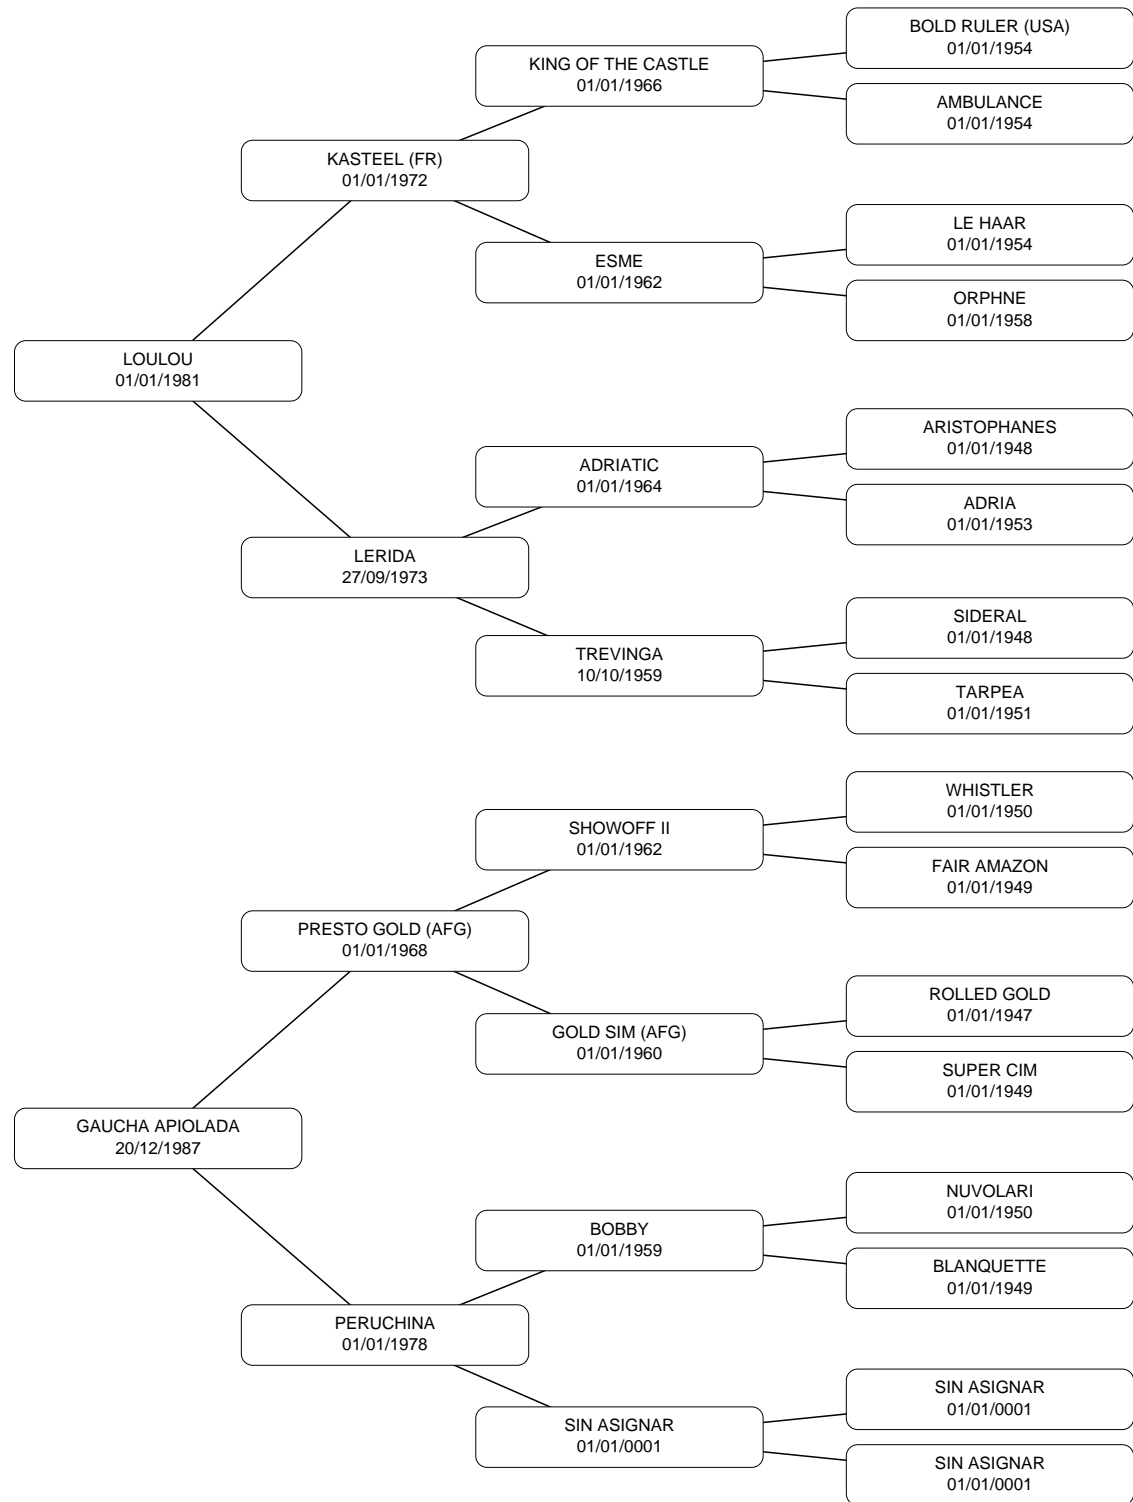 BOLD RULER (USA)
01/01/1954
KING OF THE CASTLE
01/01/1966
AMBULANCE
01/01/1954
KASTEEL (FR)
01/01/1972
LE HAAR
01/01/1954
ESME
01/01/1962
ORPHNE
01/01/1958
LOULOU
01/01/1981
ARISTOPHANES
01/01/1948
ADRIATIC
01/01/1964
ADRIA
01/01/1953
LERIDA
27/09/1973
SIDERAL
01/01/1948
TREVINGA
10/10/1959
TARPEA
01/01/1951
WHISTLER
01/01/1950
SHOWOFF II
01/01/1962
FAIR AMAZON
01/01/1949
PRESTO GOLD (AFG)
01/01/1968
ROLLED GOLD
01/01/1947
GOLD SIM (AFG)
01/01/1960
SUPER CIM
01/01/1949
GAUCHA APIOLADA
20/12/1987
NUVOLARI
01/01/1950
BOBBY
01/01/1959
BLANQUETTE
01/01/1949
PERUCHINA
01/01/1978
SIN ASIGNAR
01/01/0001
SIN ASIGNAR
01/01/0001
SIN ASIGNAR
01/01/0001